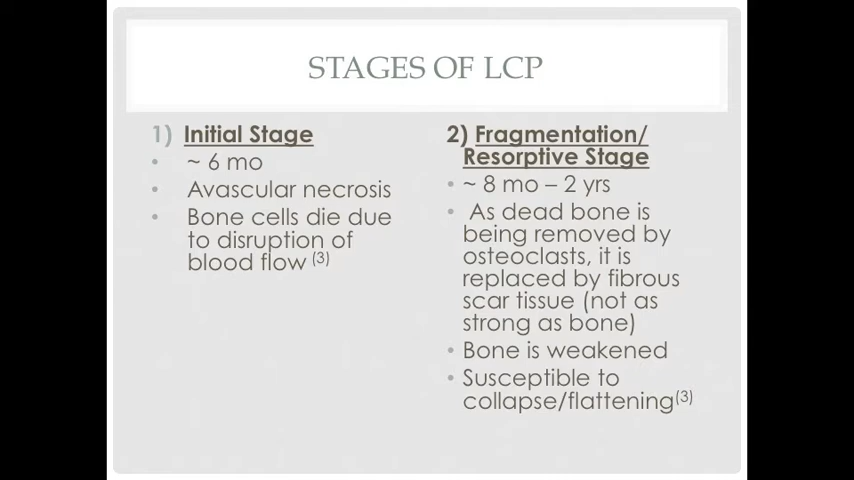 STAGES OF LCP
1) Initial Stage
• ~ 6 mo
• Avascular necrosis
• Bone cells die due
to disruption of
blood flow (3)
2) Fragmentation/
Resorptive Stage
• ~ 8 mo – 2 yrs
• As dead bone is
being removed by
osteoclasts, it is
replaced by fibrous
scar tissue (not as
strong as bone)
• Bone is weakened
• Susceptible to
collapse/flattening(3)